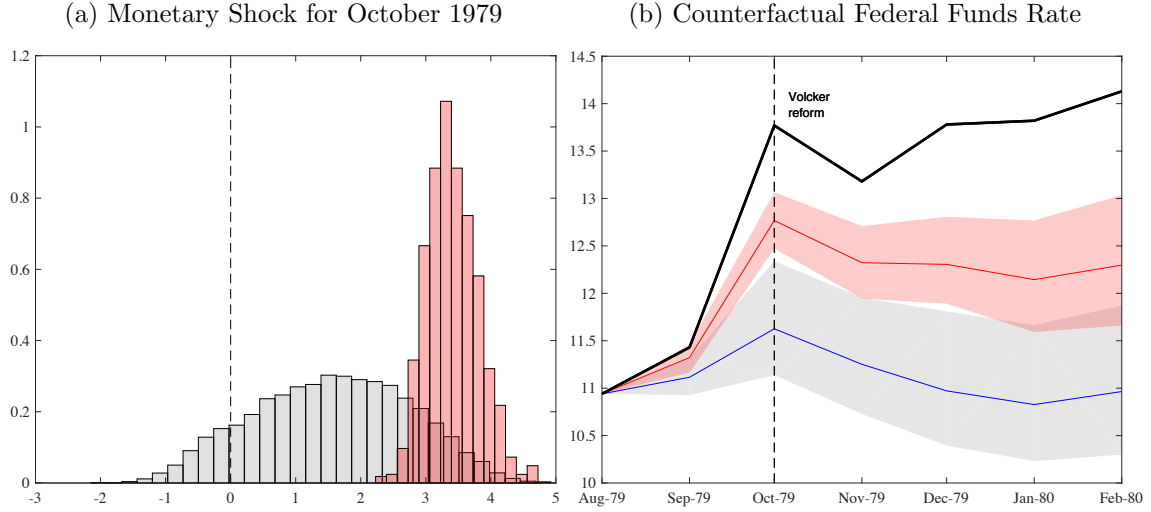 (a) Monetary Shock for October 1979
1.2
1
0.8
0.6
0.4
0.2
0
-3 -2 -1 0 1 2 3 4 5
(b) Counterfactual Federal Funds Rate
14.5
14
13.5
13
12.5
12
11.5
11
10.5
10
Volcker
reform
Aug-79 Sep-79 Oct-79 Nov-79 Dec-79 Jan-80 Feb-80